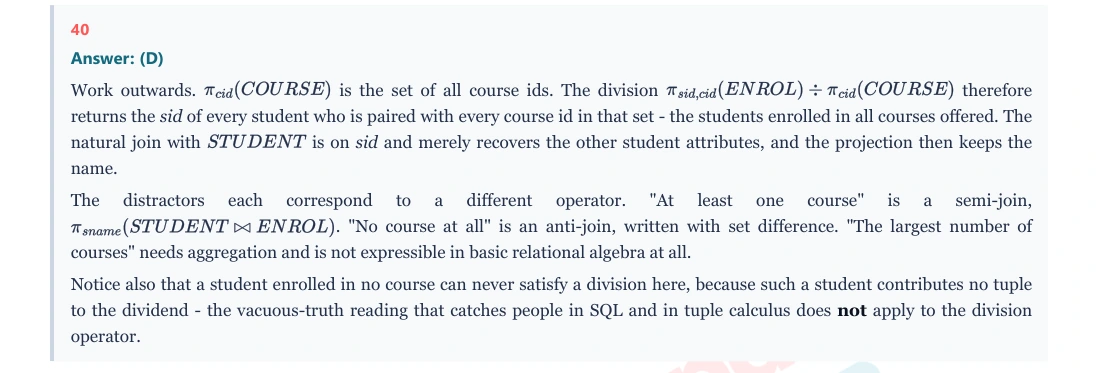 40
Answer: (D)
Work outwards. π_cid(COURSE) is the set of all course ids. The division π_sid,cid(ENROL) ÷ π_cid(COURSE) therefore
returns the sid of every student who is paired with every course id in that set - the students enrolled in all courses offered. The
natural join with STUDENT is on sid and merely recovers the other student attributes, and the projection then keeps the
name.
The distractors each correspond to a different operator. "At least one course" is a semi-join,
π_sname(STUDENT ⋈ ENROL). "No course at all" is an anti-join, written with set difference. "The largest number of
courses" needs aggregation and is not expressible in basic relational algebra at all.
Notice also that a student enrolled in no course can never satisfy a division here, because such a student contributes no tuple
to the dividend - the vacuous-truth reading that catches people in SQL and in tuple calculus does not apply to the division
operator.